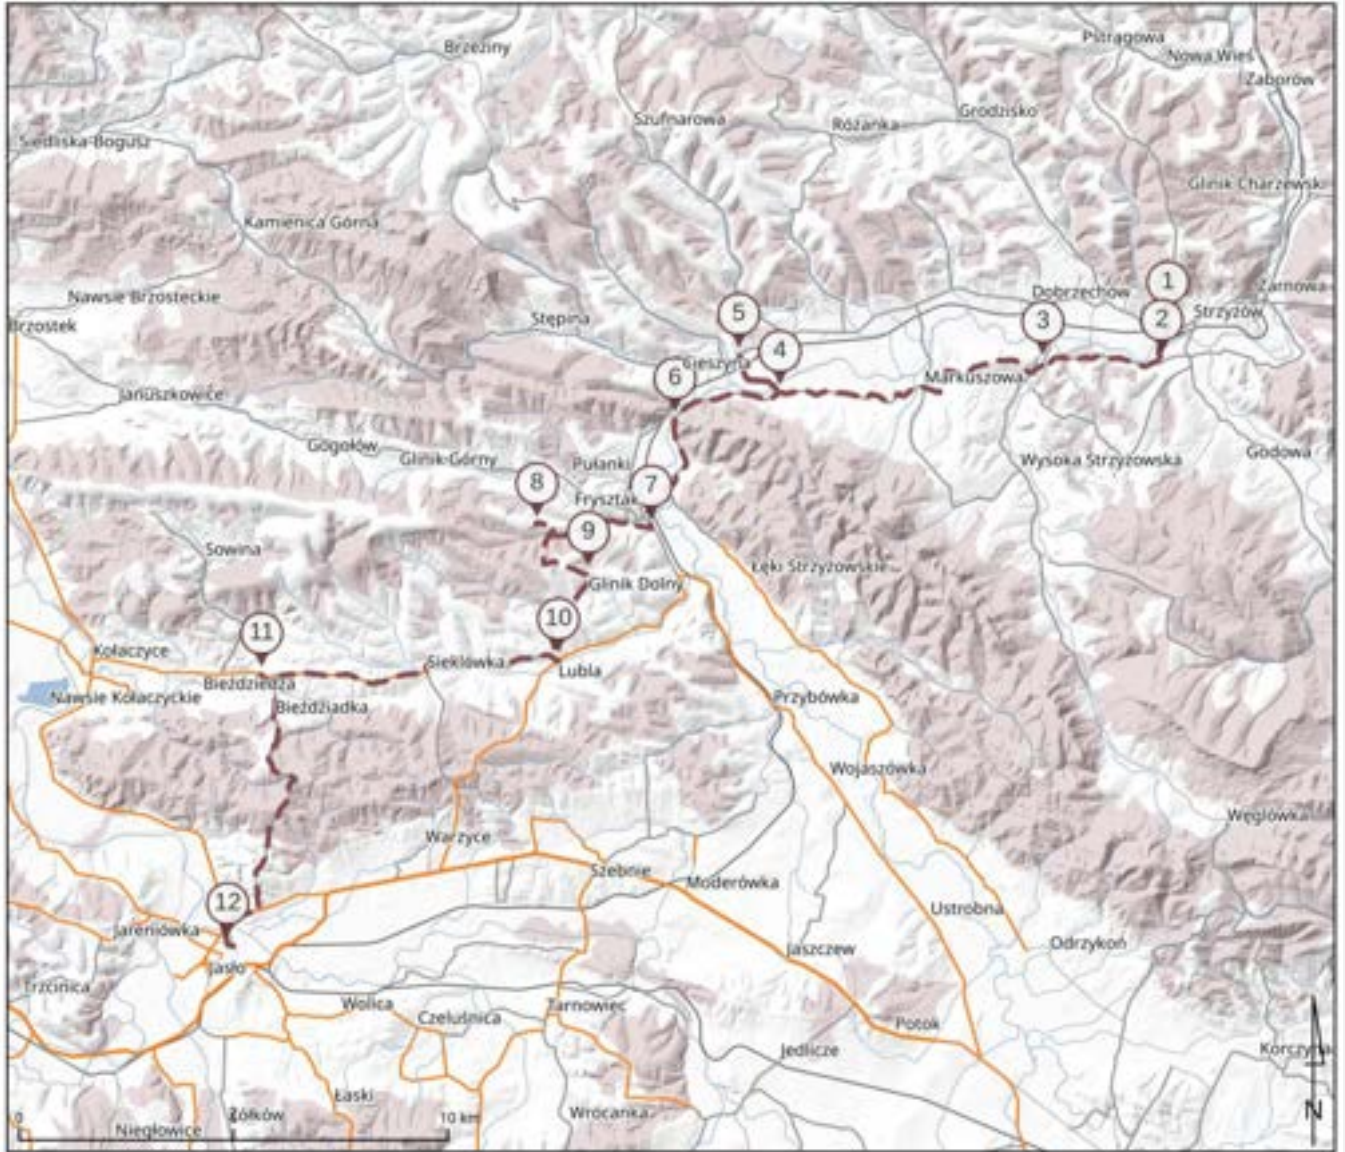 Pstrągowa
Brzeziny
Nowa Wieś
Zaborów
Szufnarowa
Grodzisko
Różanka
Siedliska-Bogusz
Glinik Charzewski
Kamienica Górna
1
Żarnowa
Dobrzechów
Nawsie Brzosteckie
5
2
Strzyżów
Brzostek
Stępina
3
4
Cieszyna
6
Markuszowa
Januszkowice
Gogołów
Glinik Górny
Pułanki
Wysoka Strzyżowska
Godowa
8
7
Frysztak
9
Sowina
Łęki Strzyżowskie
Glinik Dolny
10
11
Kołaczyce
Sieklówka
Lubla
Bieździedza
Nawsie Kołaczyckie
Bieździadka
Przybówka
Wojaszówka
Węglówka
Warzyce
Szebnie
Moderówka
12
Ustrobna
Jareniówka
Odrzykoń
Jaszczew
Jasło
Trzcinica
Wolica
Tarnowiec
Czeluśnica
Potok
Jedlicze
Korczyna
Łaski
N
0
10 km
Żółków
Wrocanka
Niegłowice